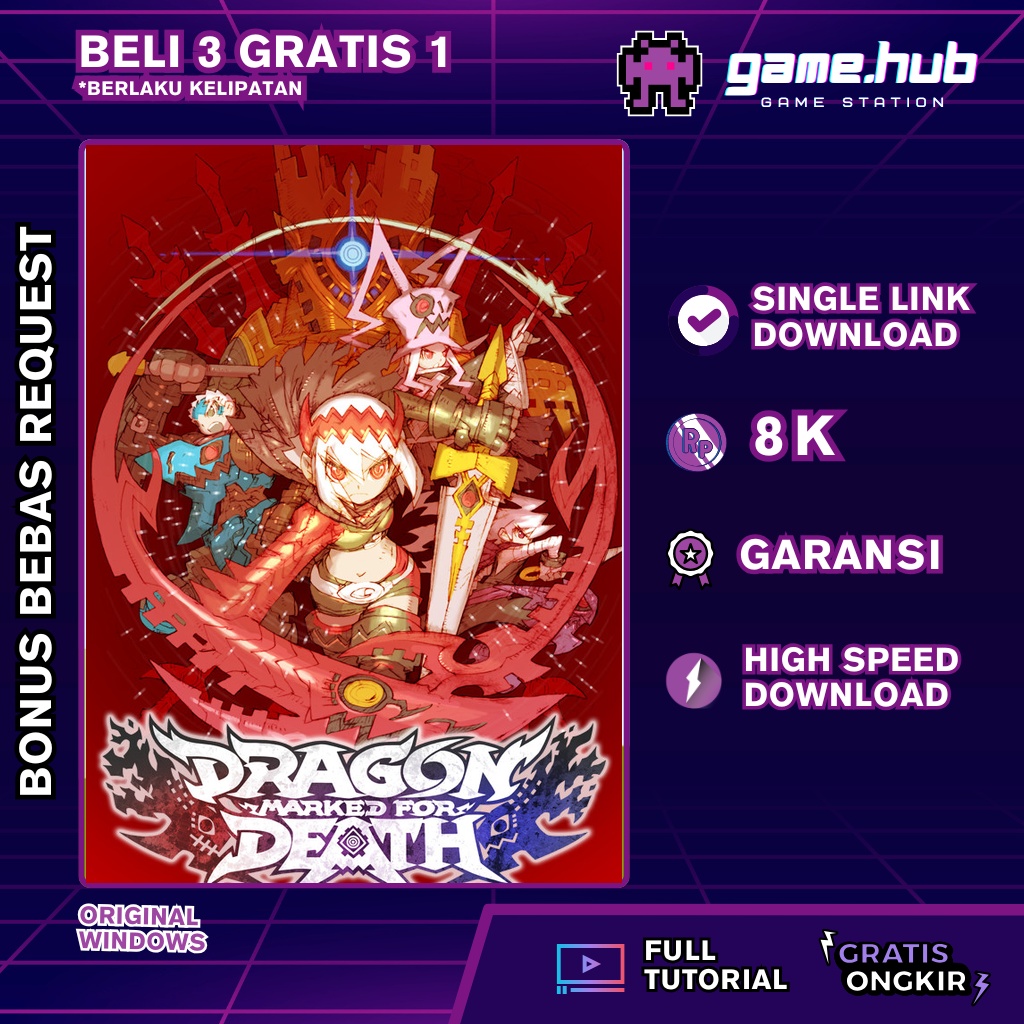 BELI 3 GRATIS 1
*BERLAKU KELIPATAN
game.hub
GAME STATION
BONUS BEBAS REQUEST
DRAGON
MARKED FOR
DEATH
SINGLE LINK
DOWNLOAD
Rp
8K
GARANSI
HIGH SPEED
DOWNLOAD
ORIGINAL
WINDOWS
FULL
TUTORIAL
GRATIS
ONGKIR